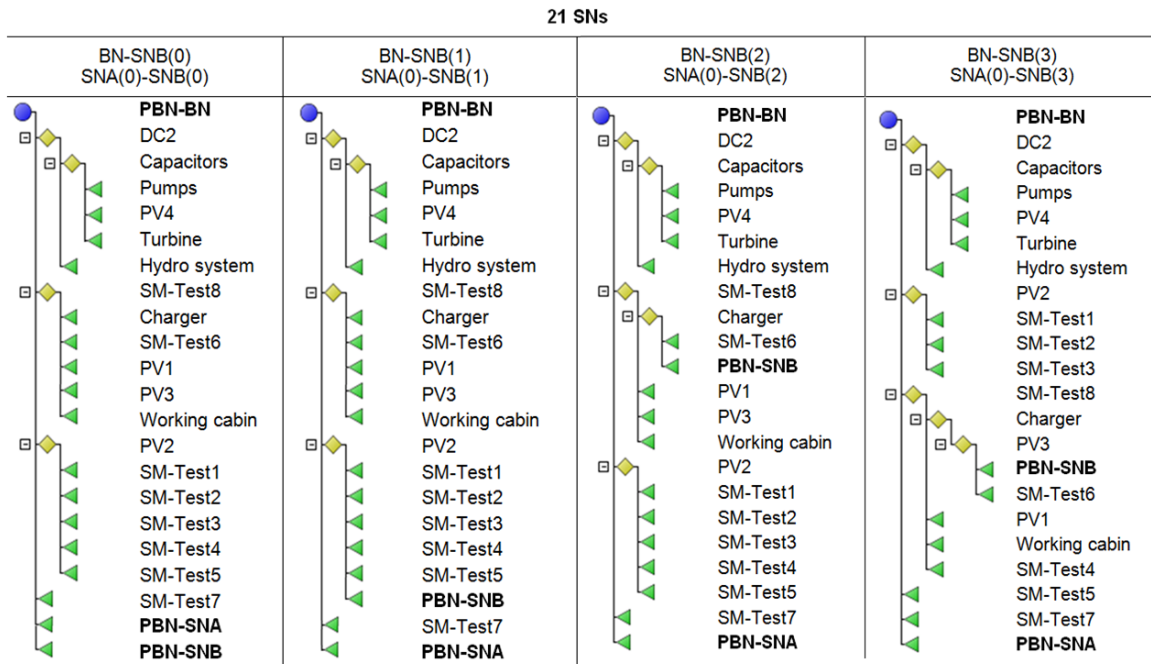 21 SNs
BN-SNB(0)
SNA(0)-SNB(0)
PBN-BN
DC2
Capacitors
Pumps
PV4
Turbine
Hydro system
SM-Test8
Charger
SM-Test6
PV1
PV3
Working cabin
PV2
SM-Test1
SM-Test2
SM-Test3
SM-Test4
SM-Test5
SM-Test7
PBN-SNA
PBN-SNB
BN-SNB(1)
SNA(0)-SNB(1)
PBN-BN
DC2
Capacitors
Pumps
PV4
Turbine
Hydro system
SM-Test8
Charger
SM-Test6
PV1
PV3
Working cabin
PV2
SM-Test1
SM-Test2
SM-Test3
SM-Test4
SM-Test5
PBN-SNB
SM-Test7
PBN-SNA
BN-SNB(2)
SNA(0)-SNB(2)
PBN-BN
DC2
Capacitors
Pumps
PV4
Turbine
Hydro system
SM-Test8
Charger
SM-Test6
PBN-SNB
PV1
PV3
Working cabin
PV2
SM-Test1
SM-Test2
SM-Test3
SM-Test4
SM-Test5
SM-Test7
PBN-SNA
BN-SNB(3)
SNA(0)-SNB(3)
PBN-BN
DC2
Capacitors
Pumps
PV4
Turbine
Hydro system
PV2
SM-Test1
SM-Test2
SM-Test3
SM-Test8
Charger
PV3
PBN-SNB
SM-Test6
PV1
Working cabin
SM-Test4
SM-Test5
SM-Test7
PBN-SNA